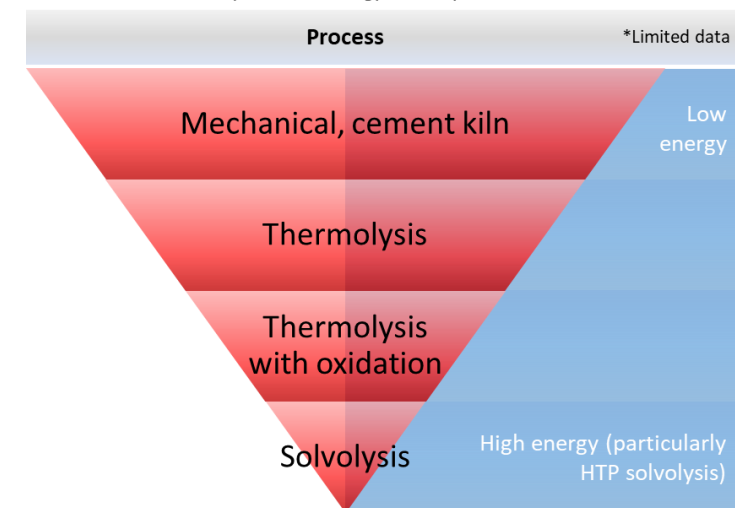 Process
*Limited data
Mechanical, cement kiln
Low
energy
Thermolysis
Thermolysis
with oxidation
Solvolysis
High energy (particularly
HTP solvolysis)